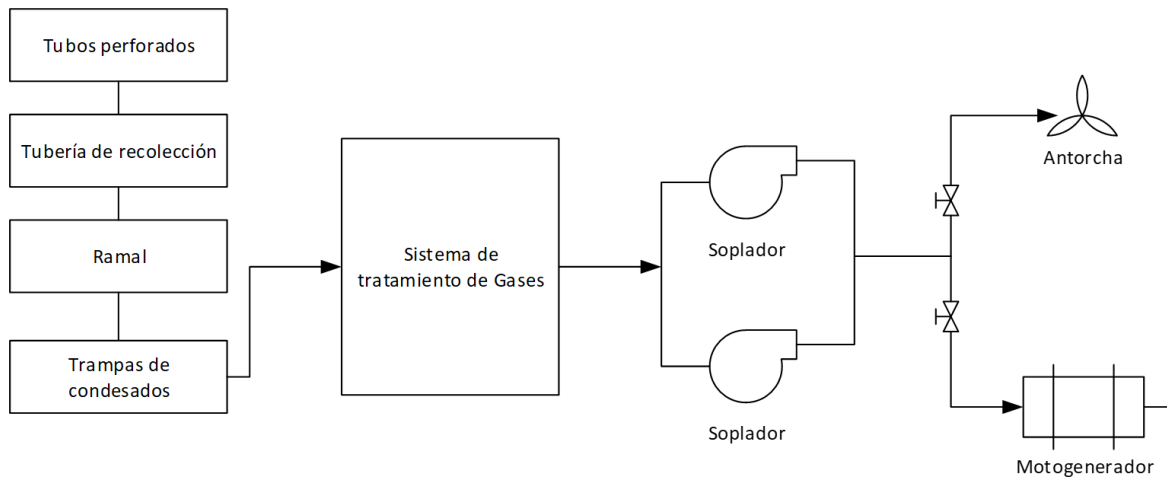 Tubos perforados
Tubería de recolección
Ramal
Trampas de
condesados
Sistema de
tratamiento de Gases
Soplador
Soplador
Antorcha
Motogenerador